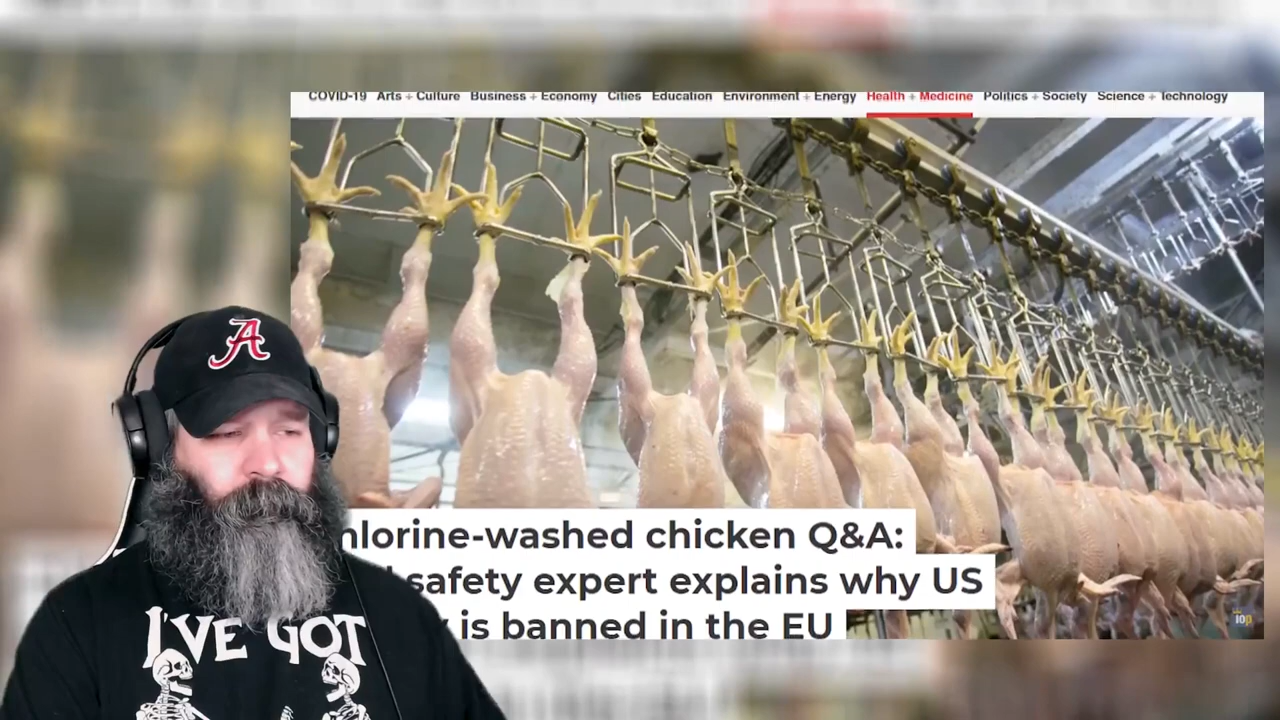 COVID-19 Arts + Culture Business + Economy Cities Education Environment + Energy Health + Medicine Politics + Society Science + Technology
A
hlorine-washed chicken Q&A:
safety expert explains why US
is banned in the EU
I'VE GOT